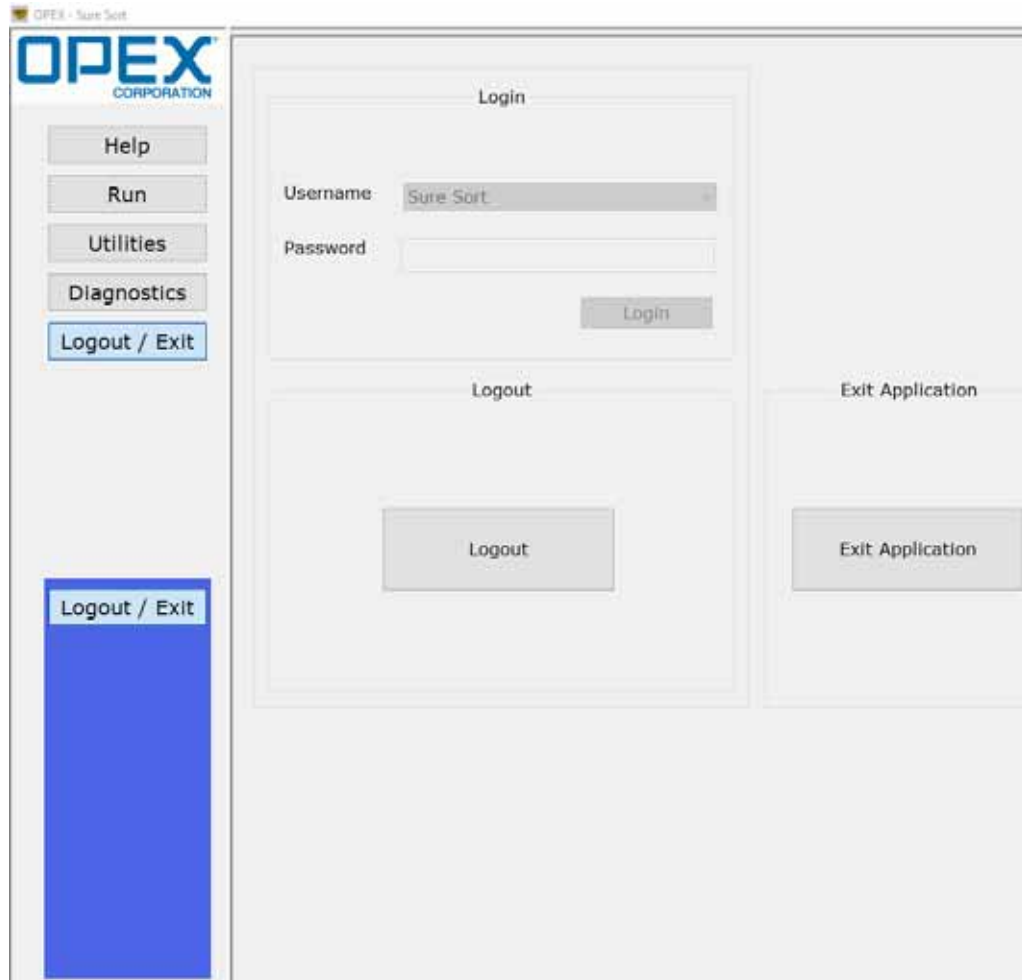 OPEX - Sure Sort
OPEX
CORPORATION
Help
Run
Utilities
Diagnostics
Logout / Exit
Logout / Exit
Login
Username
Sure Sort
Password
Login
Logout
Logout
Exit Application
Exit Application